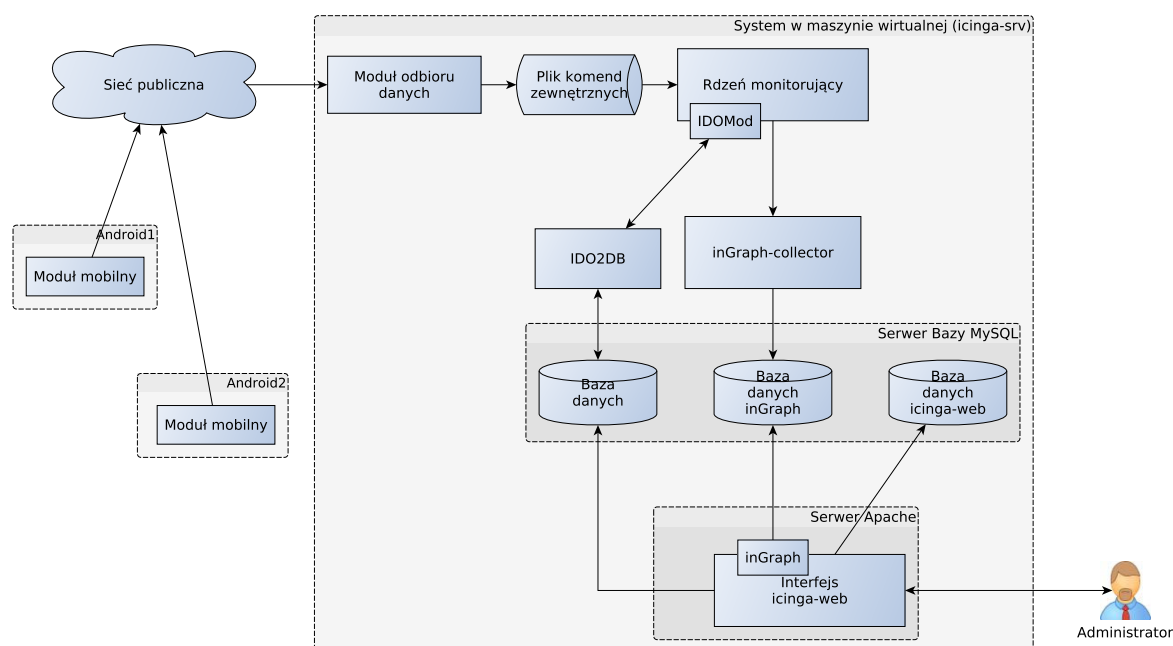 System w maszynie wirtualnej (icinga-srv)
Sieć publiczna
Moduł odbioru
danych
Plik komend
zewnętrznych
Rdzeń monitorujący
IDOMod
Android1
Moduł mobilny
IDO2DB
inGraph-collector
Serwer Bazy MySQL
Android2
Moduł mobilny
Baza
danych
Baza
danych
inGraph
Baza
danych
icinga-web
Serwer Apache
inGraph
Interfejs
icinga-web
Administrator